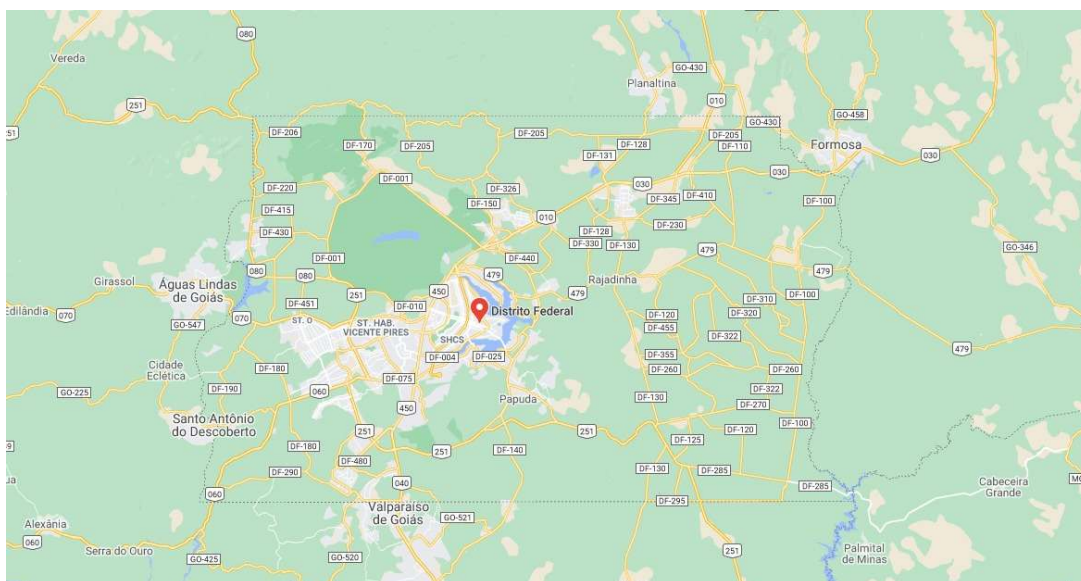 080
Vereda
GO-430
Planaltina
251
251
010
GO-430
GO-458
DF-206
DF-205
DF-205
Formosa
DF-170
DF-205
DF-128
DF-110
030
DF-131
030
DF-001
030
DF-220
DF-326
DF-345
DF-410
DF-100
DF-150
DF-415
010
DF-230
DF-430
DF-128
DF-330
DF-130
GO-346
DF-001
DF-440
479
479
Girassol
080
080
450
479
Rajadinha
Águas Lindas
de Goiás
251
479
DF-100
DF-310
Edilândia
DF-451
DF-010
Distrito Federal
DF-120
DF-320
070
GO-547
070
ST. O
ST. HAB.
VICENTE PIRES
DF-455
DF-322
SHCS
479
Cidade
Eclética
DF-004
DF-025
DF-355
DF-180
DF-260
DF-260
DF-075
GO-225
DF-190
060
DF-322
Papuda
DF-130
DF-270
450
Santo Antônio
do Descoberto
DF-100
251
251
DF-120
DF-125
DF-180
251
DF-140
DF-480
DF-290
DF-130
DF-285
040
DF-285
Cabeceira
Grande
060
DF-295
Valparaíso
de Goiás
GO-521
Alexânia
060
Serra do Ouro
GO-425
GO-520
251
Palmital
de Minas